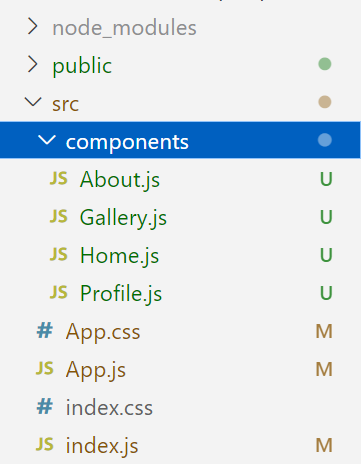 node_modules
public
src
components
JS About.js U
JS Gallery.js U
JS Home.js U
JS Profile.js U
# App.css M
JS App.js M
# index.css
JS index.js M